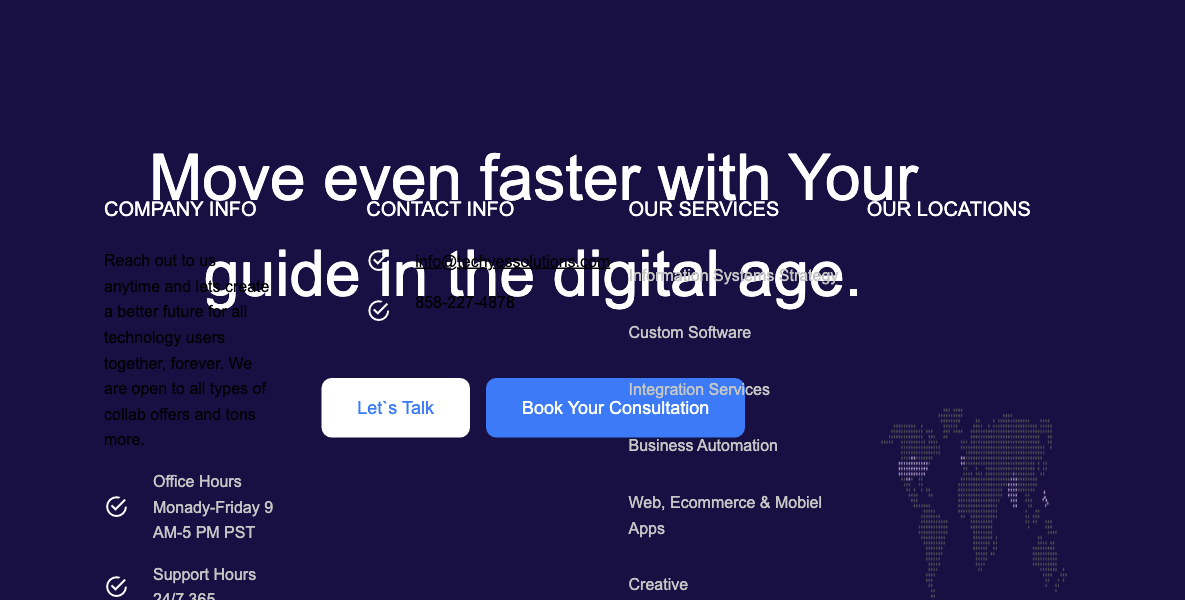 Move even faster with Your
guide in the digital age.
Let`s Talk
Book Your Consultation
COMPANY INFO
Reach out to us
anytime and lets create
a better future for all
technology users
together, forever. We
are open to all types of
collab offers and tons
more.
Office Hours
Monady-Friday 9
AM-5 PM PST
Support Hours
24/7 365
CONTACT INFO
info@techyessolutions.com
858-227-4878
OUR SERVICES
Information Systems Strategy
Custom Software
Integration Services
Business Automation
Web, Ecommerce & Mobiel
Apps
Creative
OUR LOCATIONS